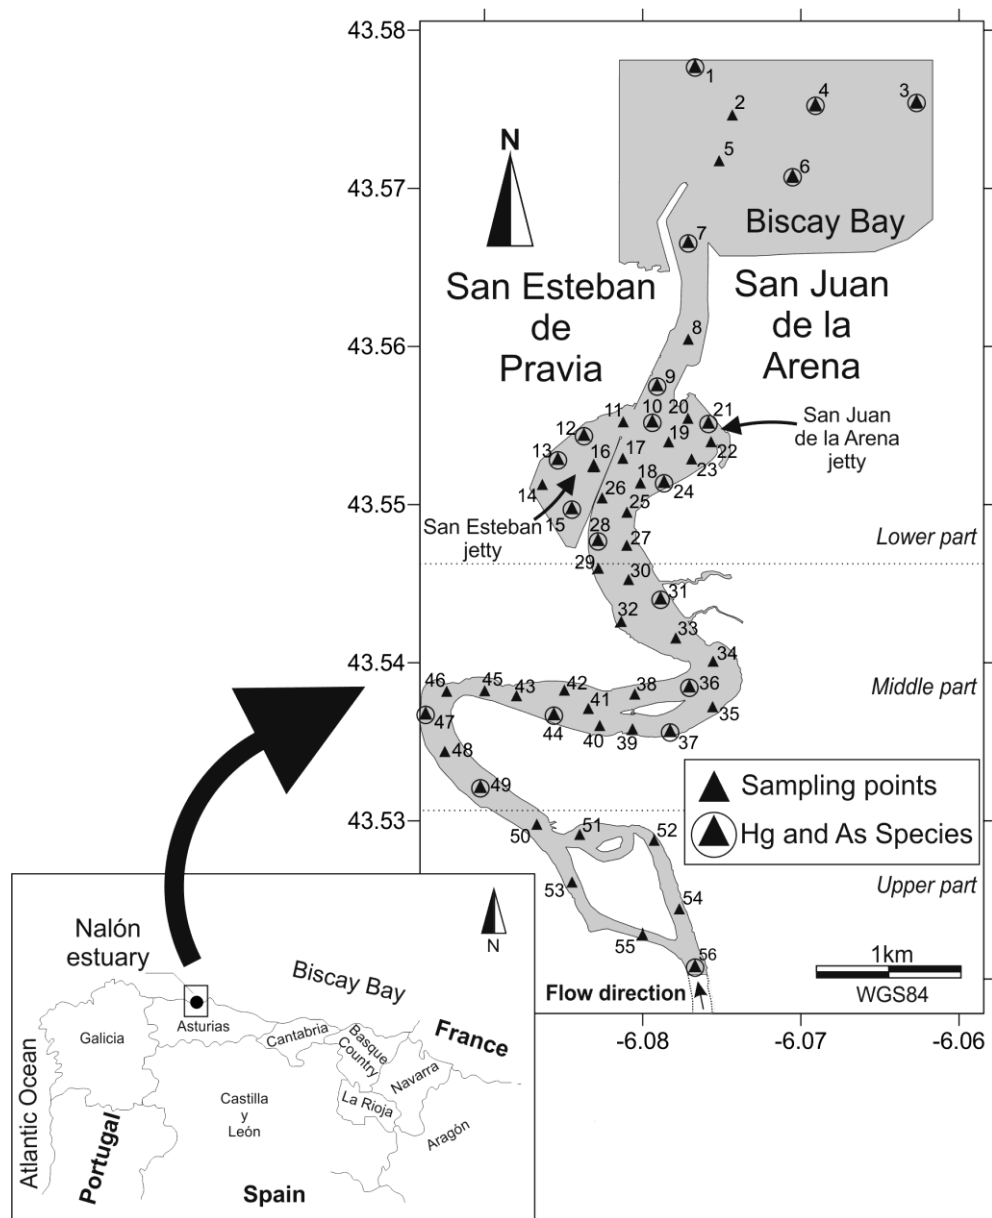 43.58
43.57
43.56
43.55
43.54
43.53
-6.08
-6.07
-6.06
N
1
2
3
4
5
6
Biscay Bay
7
San Esteban
de
Pravia
San Juan
de la
Arena
8
9
10
11
12
13
14
15
16
17
18
19
20
21
22
23
24
25
26
27
28
San Juan
de la Arena
jetty
San Esteban
jetty
Lower part
29
30
31
32
33
34
35
36
37
38
39
40
41
42
43
44
45
46
47
48
49
Middle part
Sampling points
Hg and As Species
50
51
52
53
54
55
56
Upper part
Flow direction
1km
WGS84
N
Nalón
estuary
Biscay Bay
Galicia
Asturias
Cantabria
Basque
Country
France
Navarra
La Rioja
Castilla
y
León
Aragón
Atlantic Ocean
Portugal
Spain